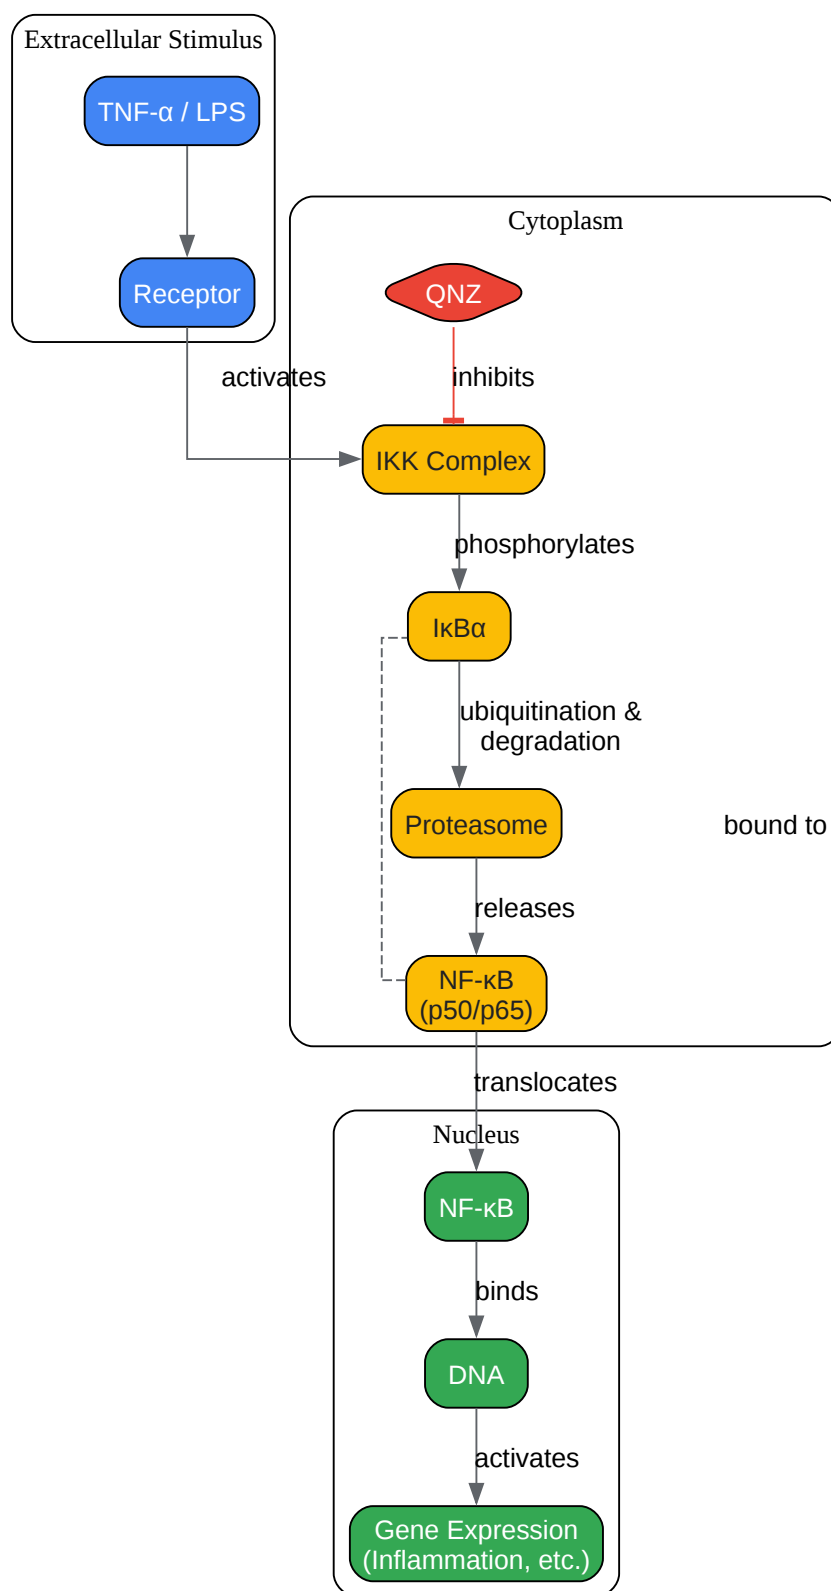 Extracellular Stimulus
TNF-α / LPS
Receptor
activates
Cytoplasm
QNZ
inhibits
IKK Complex
phosphorylates
IκBα
ubiquitination &
degradation
Proteasome
bound to
releases
NF-κB
(p50/p65)
translocates
Nucleus
NF-κB
binds
DNA
activates
Gene Expression
(Inflammation, etc.)